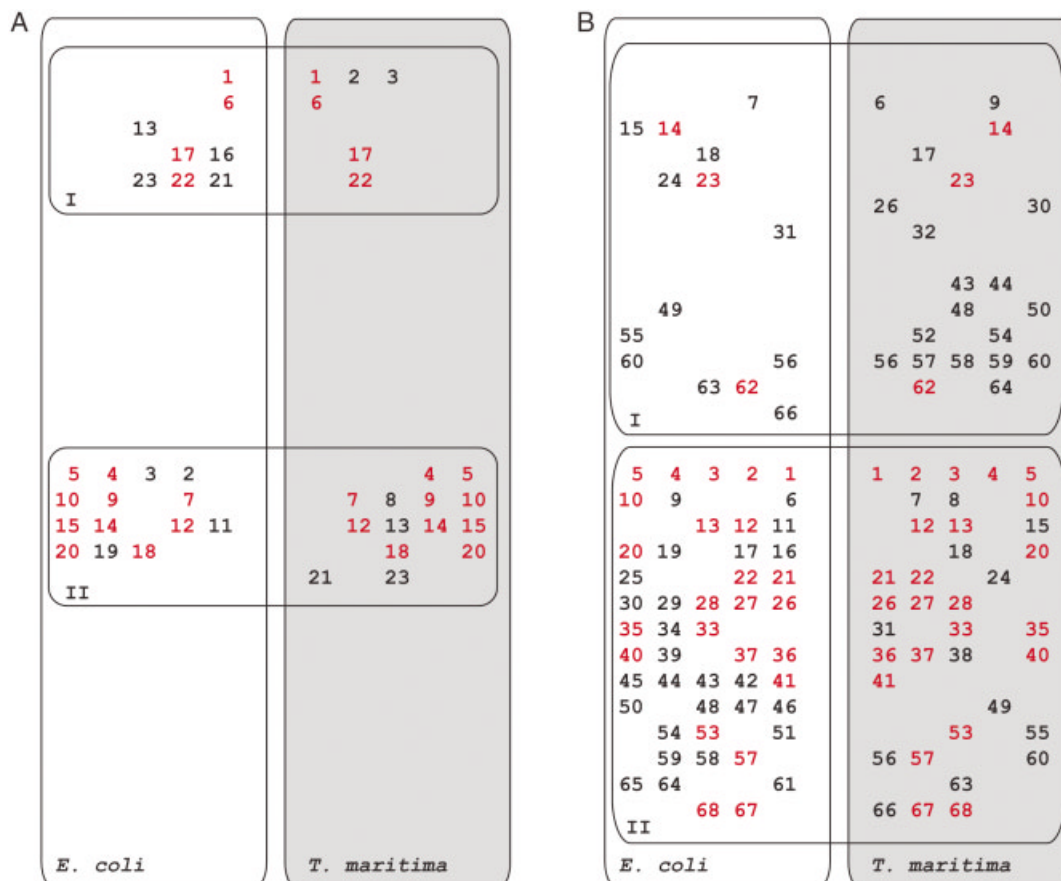 A
1 1 2 3
6 6
13
17 16 17
23 22 21 22
I
5 4 3 2 4 5
10 9 7 7 8 9 10
15 14 12 11 12 13 14 15
20 19 18 18 20
21 23
II
E. coli T. maritima
B
7 6 9
15 14 14
18 17
24 23 23
26 30
31 32
43 44
49 48 50
55 52 54
60 56 56 57 58 59 60
63 62 62 64
66
I
5 4 3 2 1 1 2 3 4 5
10 9 6 7 8 10
13 12 11 12 13 15
20 19 17 16 18 20
25 22 21 21 22 24
30 29 28 27 26 26 27 28
35 34 33 31 33 35
40 39 37 36 36 37 38 40
45 44 43 42 41 41
50 48 47 46 49
54 53 51 53 55
59 58 57 56 57 60
65 64 61 63
68 67 66 67 68
II
E. coli T. maritima